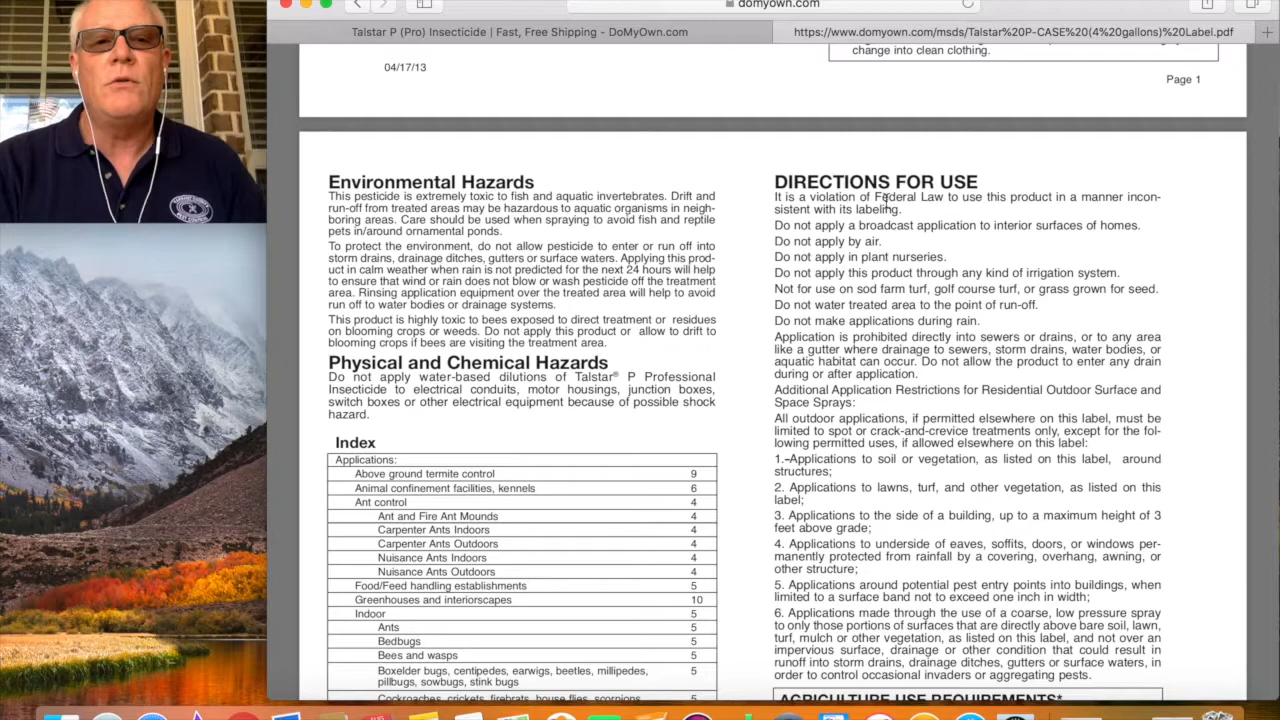 domyown.com
Talstar P (Pro) Insecticide | Fast, Free Shipping - DoMyOwn.com
https://www.domyown.com/msds/Talstar%20P-CASE%20(4%20gallons)%20Label.pdf
change into clean clothing.
04/17/13
Page 1
Environmental Hazards
This pesticide is extremely toxic to fish and aquatic invertebrates. Drift and
run-off from treated areas may be hazardous to aquatic organisms in neigh-
boring areas. Care should be used when spraying to avoid fish and reptile
pets in/around ornamental ponds.
To protect the environment, do not allow pesticide to enter or run off into
storm drains, drainage ditches, gutters or surface waters. Applying this prod-
uct in calm weather when rain is not predicted for the next 24 hours will help
to ensure that wind or rain does not blow or wash pesticide off the treatment
area. Rinsing application equipment over the treated area will help to avoid
run off to water bodies or drainage systems.
This product is highly toxic to bees exposed to direct treatment or residues
on blooming crops or weeds. Do not apply this product or allow to drift to
blooming crops if bees are visiting the treatment area.
Physical and Chemical Hazards
Do not apply water-based dilutions of Talstar® P Professional
Insecticide to electrical conduits, motor housings, junction boxes,
switch boxes or other electrical equipment because of possible shock
hazard.
Index
Applications:
Above ground termite control 9
Animal confinement facilities, kennels 6
Ant control 4
Ant and Fire Ant Mounds 4
Carpenter Ants Indoors 4
Carpenter Ants Outdoors 4
Nuisance Ants Indoors 4
Nuisance Ants Outdoors 4
Food/Feed handling establishments 5
Greenhouses and interiorscapes 10
Indoor 5
Ants 5
Bedbugs 5
Bees and wasps 5
Boxelder bugs, centipedes, earwigs, beetles, millipedes, 5
pillbugs, sowbugs, stink bugs
Cockroaches, crickets, firebrats, house flies, scorpions 5
DIRECTIONS FOR USE
It is a violation of Federal Law to use this product in a manner incon-
sistent with its labeling.
Do not apply a broadcast application to interior surfaces of homes.
Do not apply by air.
Do not apply in plant nurseries.
Do not apply this product through any kind of irrigation system.
Not for use on sod farm turf, golf course turf, or grass grown for seed.
Do not water treated area to the point of run-off.
Do not make applications during rain.
Application is prohibited directly into sewers or drains, or to any area
like a gutter where drainage to sewers, storm drains, water bodies, or
aquatic habitat can occur. Do not allow the product to enter any drain
during or after application.
Additional Application Restrictions for Residential Outdoor Surface and
Space Sprays:
All outdoor applications, if permitted elsewhere on this label, must be
limited to spot or crack-and-crevice treatments only, except for the fol-
lowing permitted uses, if allowed elsewhere on this label:
1.-Applications to soil or vegetation, as listed on this label, around
structures;
2. Applications to lawns, turf, and other vegetation, as listed on this
label;
3. Applications to the side of a building, up to a maximum height of 3
feet above grade;
4. Applications to underside of eaves, soffits, doors, or windows per-
manently protected from rainfall by a covering, overhang, awning, or
other structure;
5. Applications around potential pest entry points into buildings, when
limited to a surface band not to exceed one inch in width;
6. Applications made through the use of a coarse, low pressure spray
to only those portions of surfaces that are directly above bare soil, lawn,
turf, mulch or other vegetation, as listed on this label, and not over an
impervious surface, drainage or other condition that could result in
runoff into storm drains, drainage ditches, gutters or surface waters, in
order to control occasional invaders or aggregating pests.
AGRICULTURE USE REQUIREMENTS*